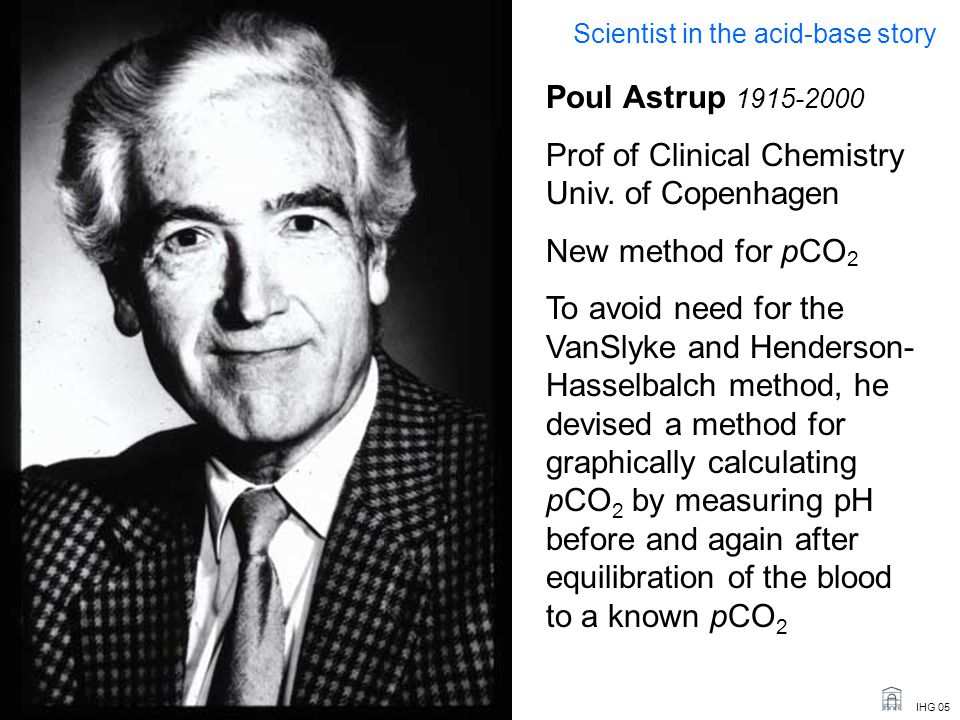 Scientist in the acid-base story
Poul Astrup 1915-2000
Prof of Clinical Chemistry
Univ. of Copenhagen
New method for pCO₂
To avoid need for the
VanSlyke and Henderson-
Hasselbalch method, he
devised a method for
graphically calculating
pCO₂ by measuring pH
before and again after
equilibration of the blood
to a known pCO₂
IHG 05